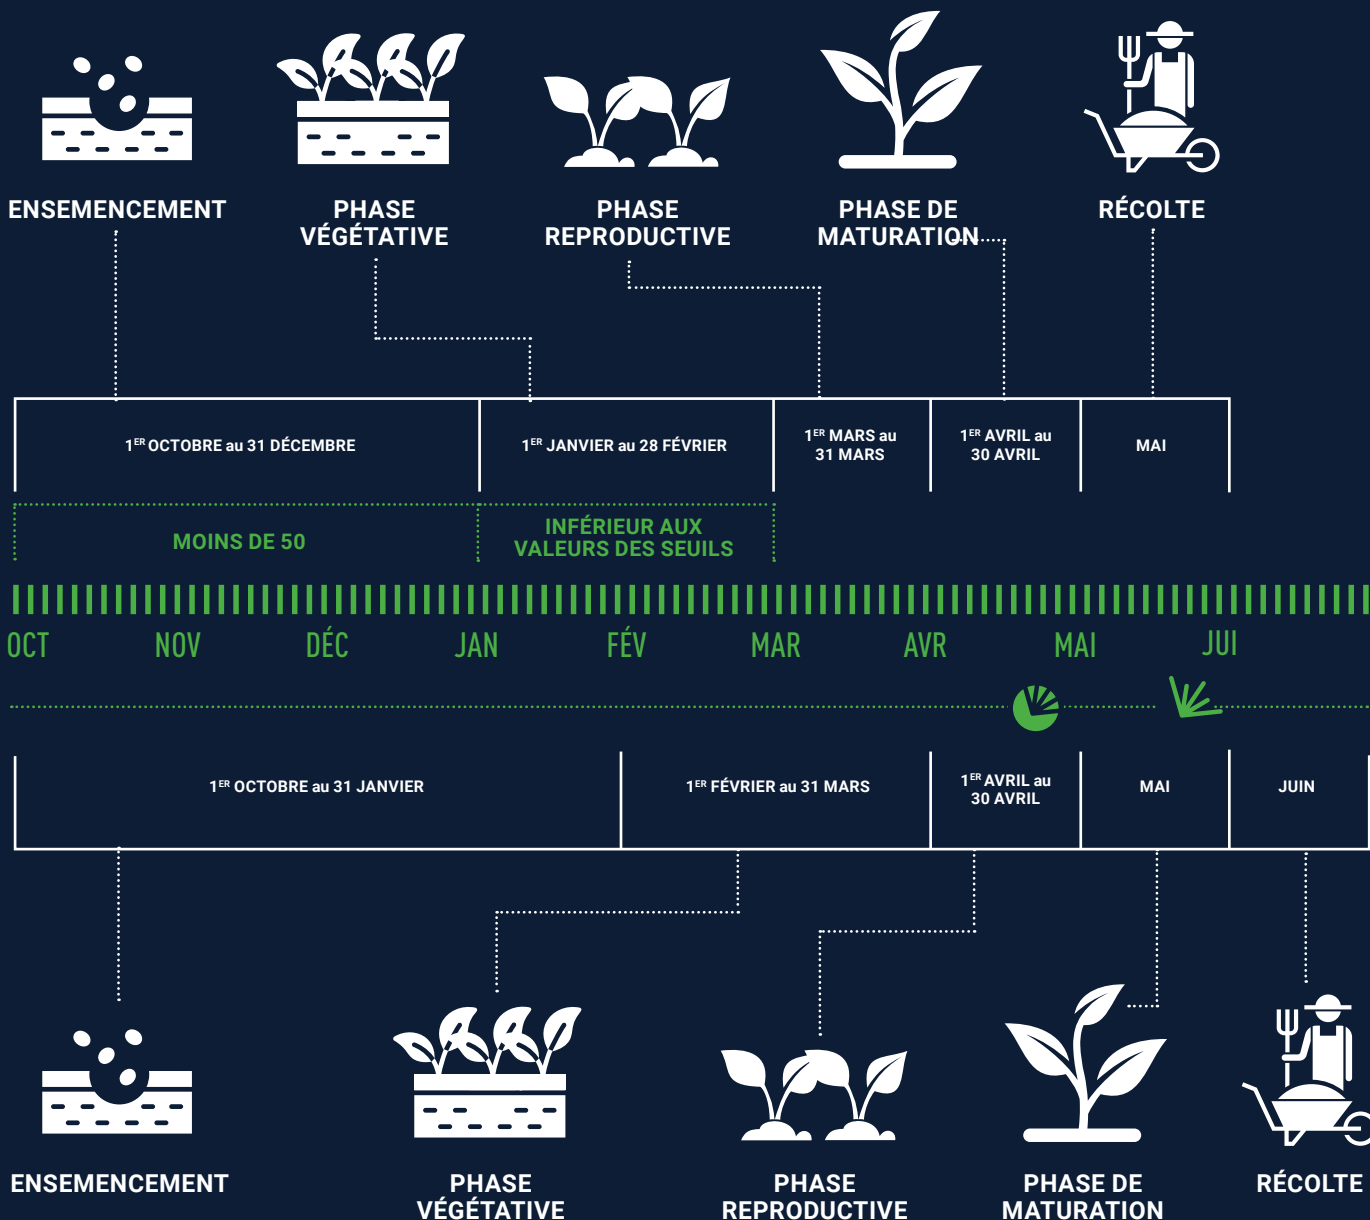 ENSEMENCEMENT
PHASE
VÉGÉTATIVE
PHASE
REPRODUCTIVE
PHASE DE
MATURATION
RÉCOLTE
1ER OCTOBRE au 31 DÉCEMBRE
1ER JANVIER au 28 FÉVRIER
1ER MARS au
31 MARS
1ER AVRIL au
30 AVRIL
MAI
MOINS DE 50
INFÉRIEUR AUX
VALEURS DES SEUILS
OCT NOV DÉC JAN FÉV MAR AVR MAI JUI
1ER OCTOBRE au 31 JANVIER
1ER FÉVRIER au 31 MARS
1ER AVRIL au
30 AVRIL
MAI
JUIN
ENSEMENCEMENT
PHASE
VÉGÉTATIVE
PHASE
REPRODUCTIVE
PHASE DE
MATURATION
RÉCOLTE